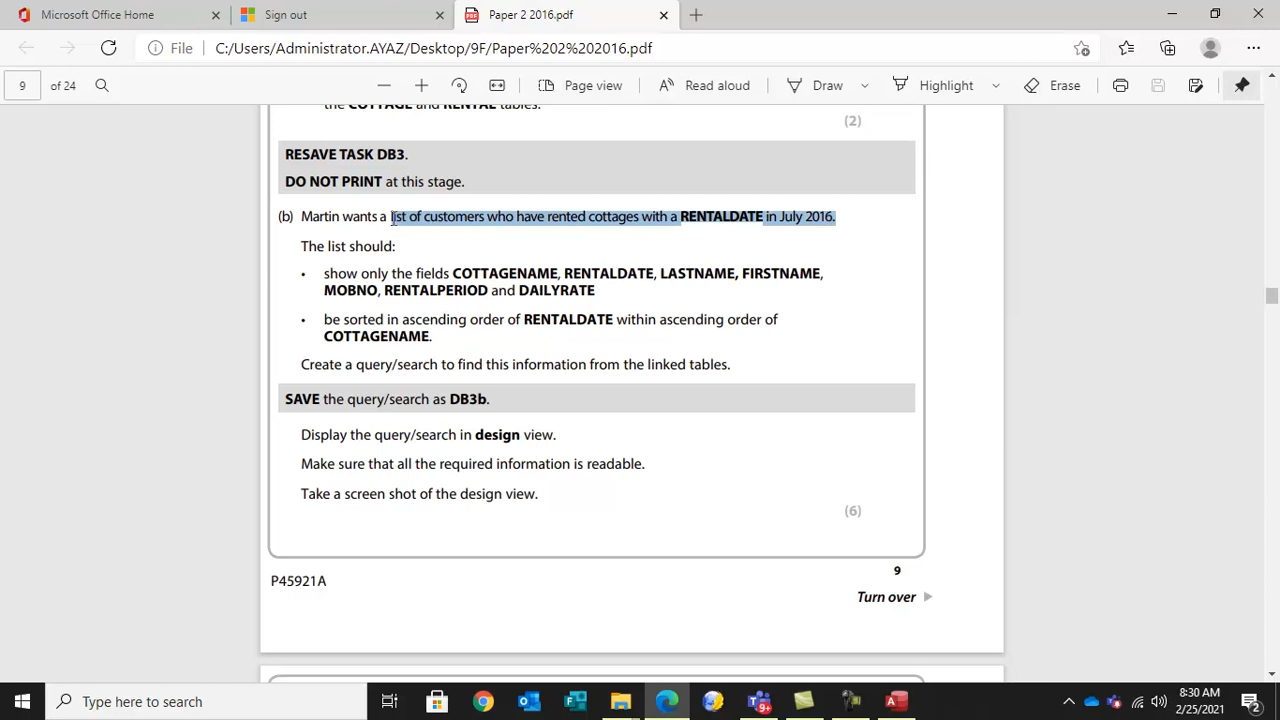 Microsoft Office Home
Sign out
Paper 2 2016.pdf
File
C:/Users/Administrator.AYAZ/Desktop/9F/Paper%202%202016.pdf
9 of 24
Page view
Read aloud
Draw
Highlight
Erase
the COTTAGE and RENTAL tables.
(2)
RESAVE TASK DB3.
DO NOT PRINT at this stage.
(b) Martin wants a list of customers who have rented cottages with a RENTALDATE in July 2016.
The list should:
• show only the fields COTTAGENAME, RENTALDATE, LASTNAME, FIRSTNAME,
MOBNO, RENTALPERIOD and DAILYRATE
• be sorted in ascending order of RENTALDATE within ascending order of
COTTAGENAME.
Create a query/search to find this information from the linked tables.
SAVE the query/search as DB3b.
Display the query/search in design view.
Make sure that all the required information is readable.
Take a screen shot of the design view.
(6)
9
P45921A
Turn over
Type here to search
9+
8:30 AM
2/25/2021
2